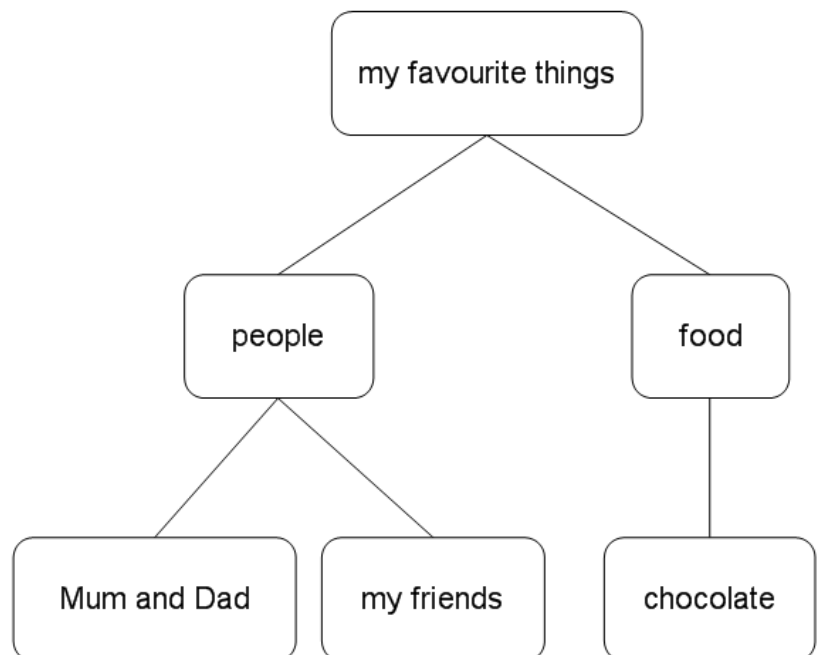 my favourite things
people
food
Mum and Dad
my friends
chocolate